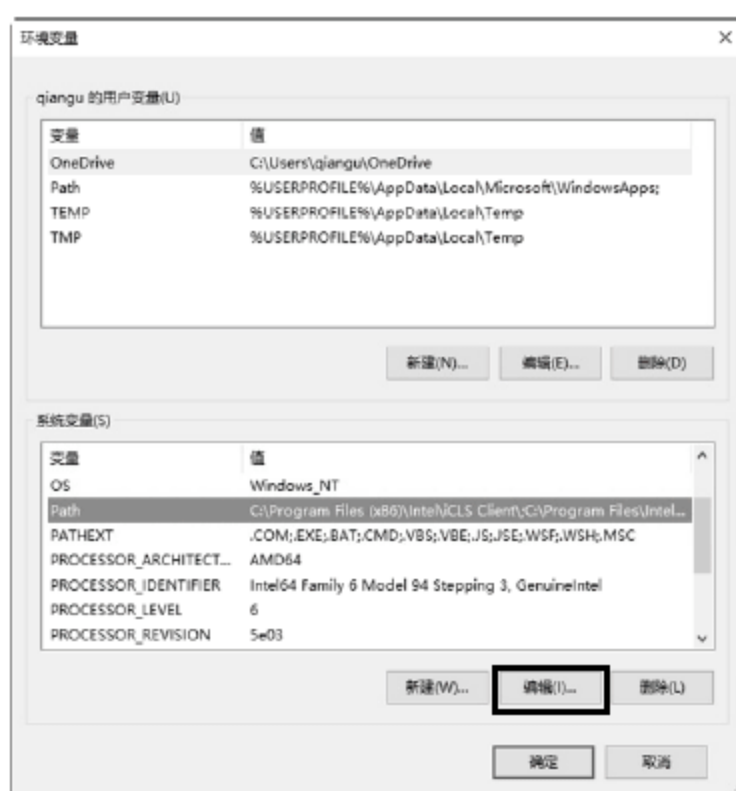 环境变量
qiangu 的用户变量(U)
变量 值
OneDrive C:\Users\qiangu\OneDrive
Path %USERPROFILE%\AppData\Local\Microsoft\WindowsApps;
TEMP %USERPROFILE%\AppData\Local\Temp
TMP %USERPROFILE%\AppData\Local\Temp
新建(N)... 编辑(E)... 删除(D)
系统变量(S)
变量 值
OS Windows_NT
Path C:\Program Files (x86)\Intel\iCLS Client\;C:\Program Files\Intel...
PATHEXT .COM;.EXE;.BAT;.CMD;.VBS;.VBE;.JS;.JSE;.WSF;.WSH;.MSC
PROCESSOR_ARCHITECT... AMD64
PROCESSOR_IDENTIFIER Intel64 Family 6 Model 94 Stepping 3, GenuineIntel
PROCESSOR_LEVEL 6
PROCESSOR_REVISION 5e03
新建(W)... 编辑(I)... 删除(L)
确定 取消